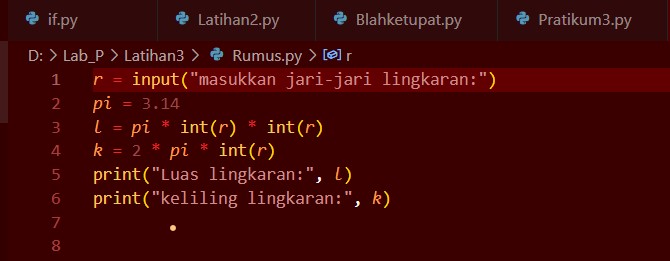 if.py Latihan2.py Blahketupat.py Pratikum3.py
D: > Lab_P > Latihan3 > Rumus.py > r
1 r = input("masukkan jari-jari lingkaran:")
2 pi = 3.14
3 l = pi * int(r) * int(r)
4 k = 2 * pi * int(r)
5 print("Luas lingkaran:", l)
6 print("keliling lingkaran:", k)
7
8